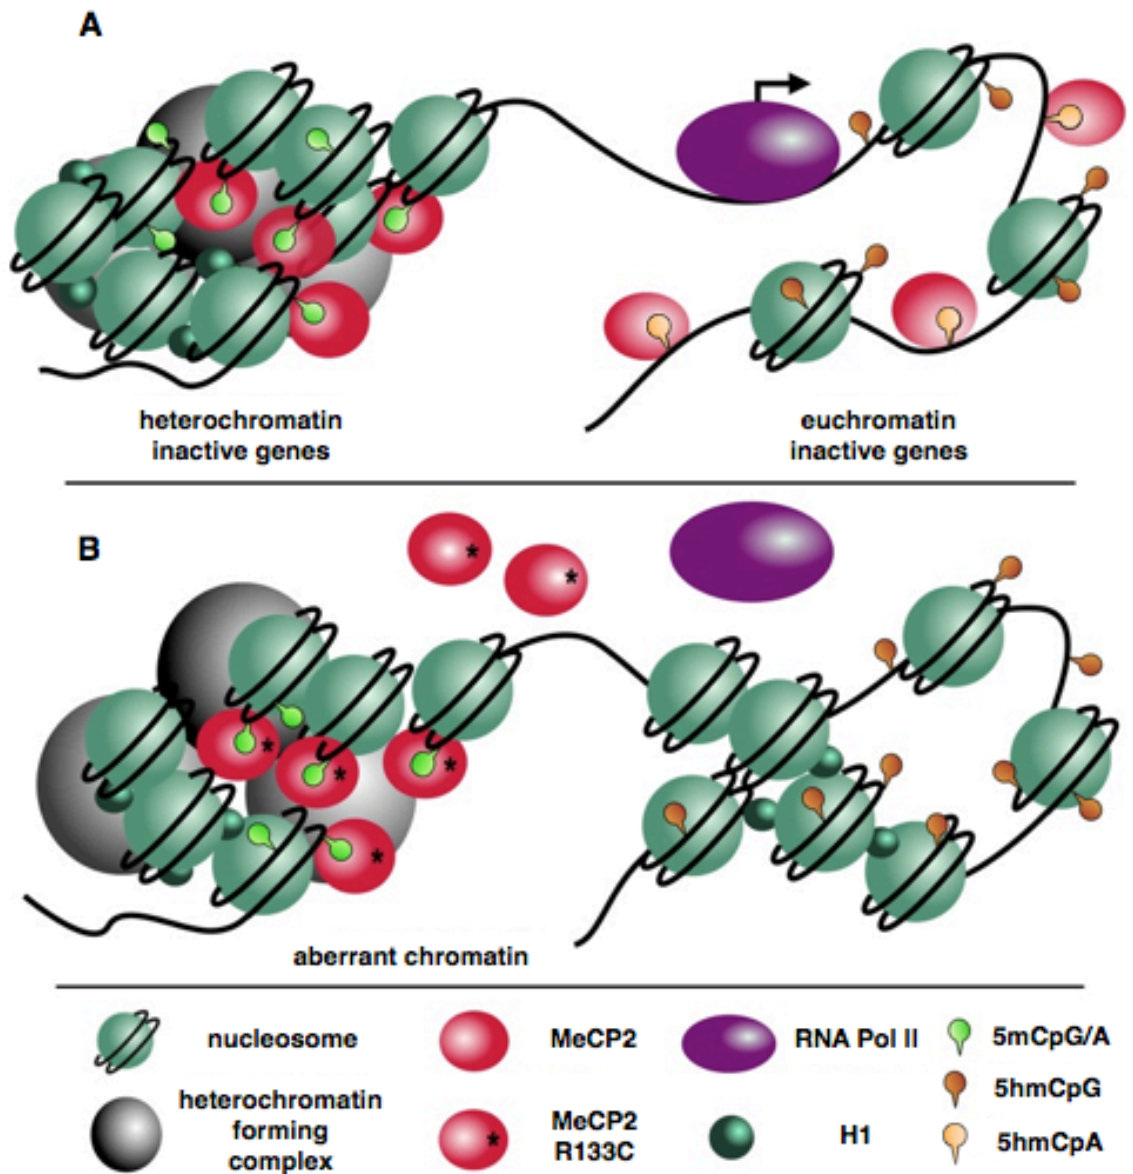 A
heterochromatin
inactive genes
euchromatin
inactive genes
B
* *
* * * *
aberrant chromatin
nucleosome
MeCP2
RNA Pol II
5mCpG/A
5hmCpG
heterochromatin
forming
complex
*
MeCP2
R133C
H1
5hmCpA